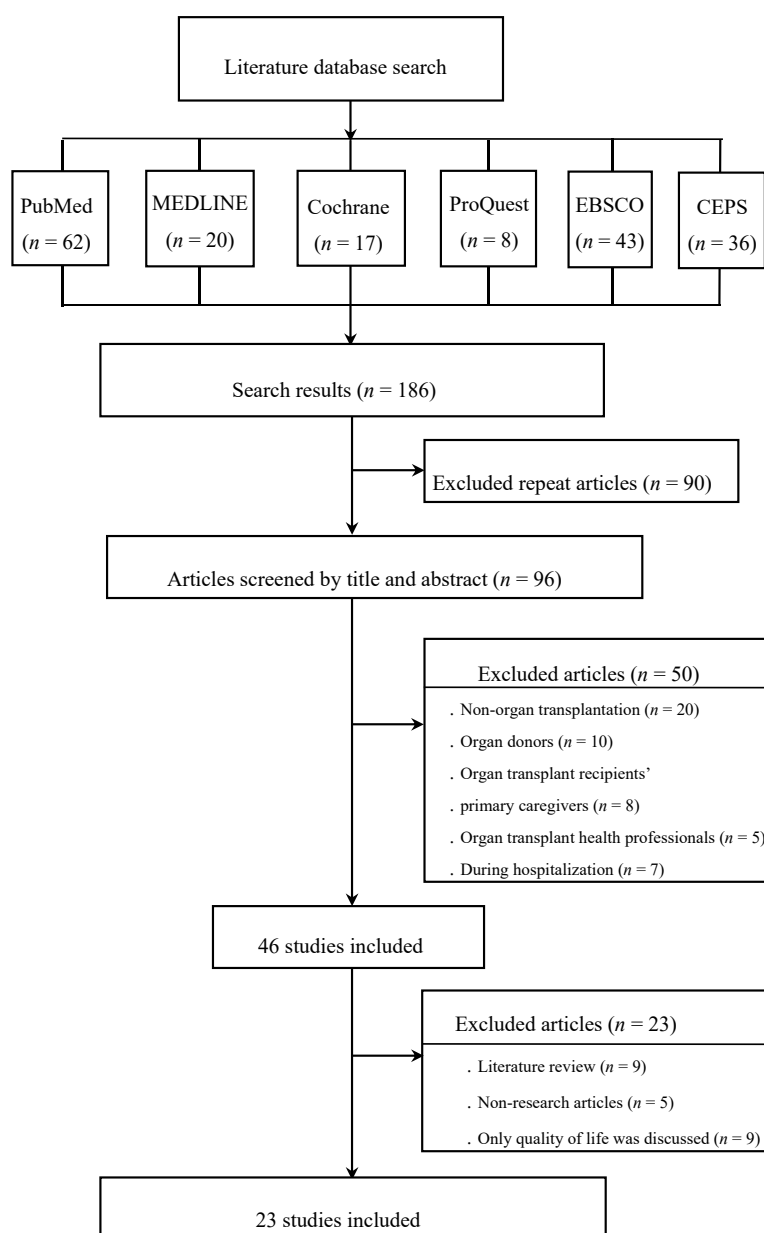 Literature database search
PubMed
(n = 62)
MEDLINE
(n = 20)
Cochrane
(n = 17)
ProQuest
(n = 8)
EBSCO
(n = 43)
CEPS
(n = 36)
Search results (n = 186)
Excluded repeat articles (n = 90)
Articles screened by title and abstract (n = 96)
Excluded articles (n = 50)
. Non-organ transplantation (n = 20)
. Organ donors (n = 10)
. Organ transplant recipients’
primary caregivers (n = 8)
. Organ transplant health professionals (n = 5)
. During hospitalization (n = 7)
46 studies included
Excluded articles (n = 23)
. Literature review (n = 9)
. Non-research articles (n = 5)
. Only quality of life was discussed (n = 9)
23 studies included